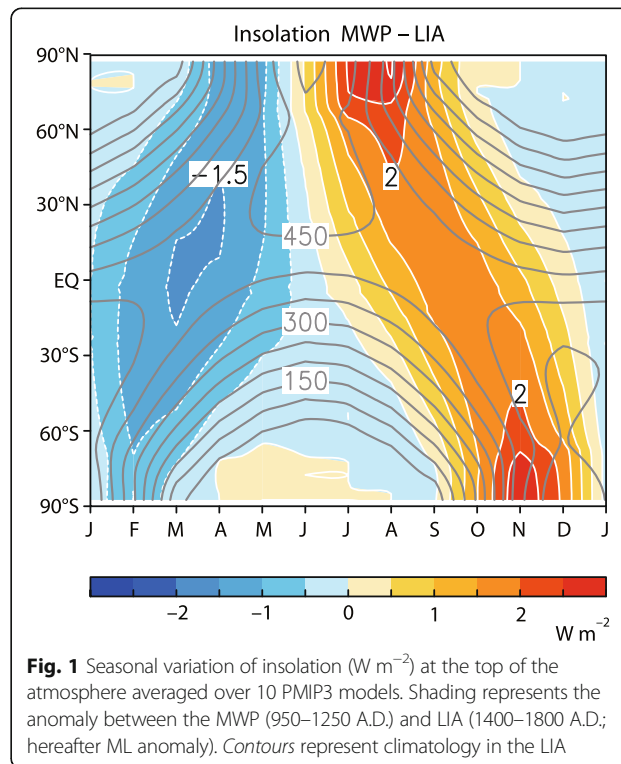 Insolation MWP – LIA
90°N
60°N
30°N
EQ
30°S
60°S
90°S
−1.5
2
450
300
150
2
J F M A M J J A S O N D J
−2 −1 0 1 2
W m−2
Fig. 1 Seasonal variation of insolation (W m−2) at the top of the
atmosphere averaged over 10 PMIP3 models. Shading represents the
anomaly between the MWP (950–1250 A.D.) and LIA (1400–1800 A.D.;
hereafter ML anomaly). Contours represent climatology in the LIA